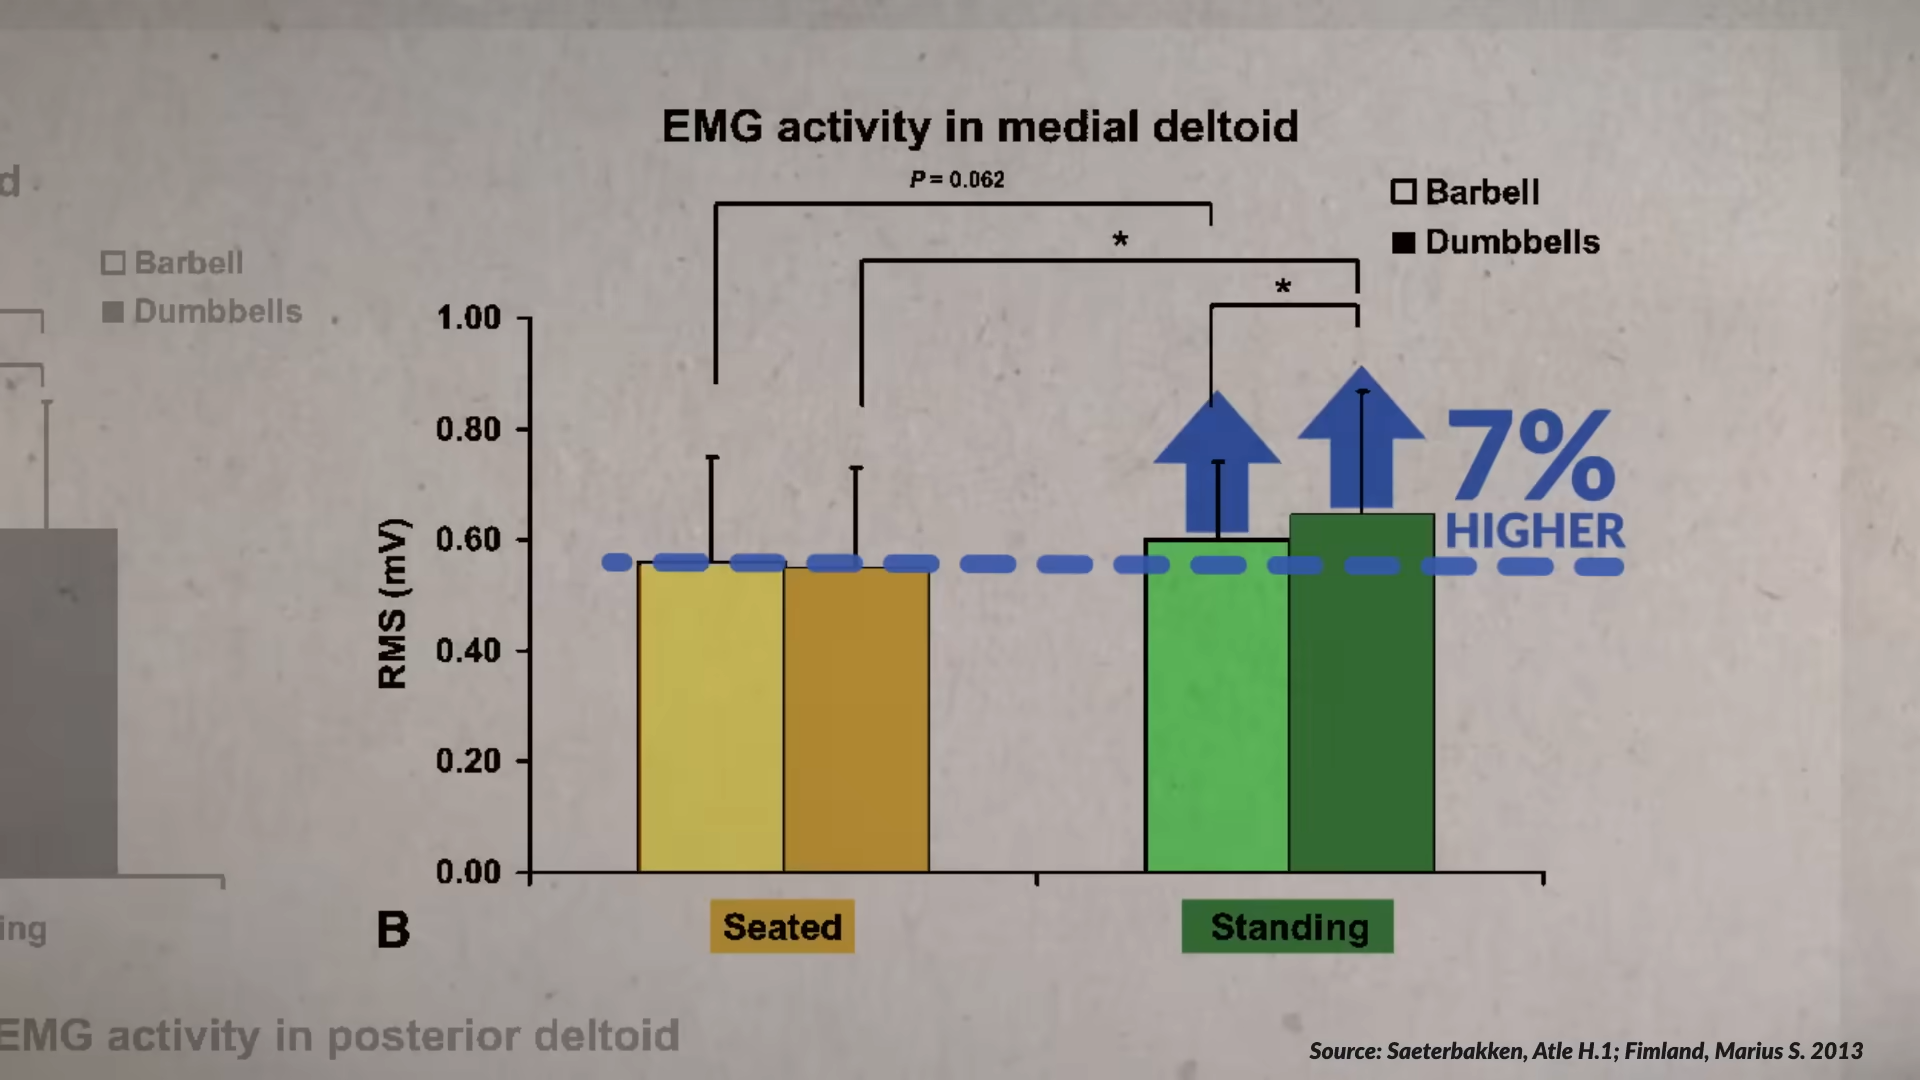 EMG activity in medial deltoid
P = 0.062
Barbell
Dumbbells
*
*
d
Barbell
Dumbbells
1.00
0.80
0.60
0.40
0.20
0.00
RMS (mV)
7%
HIGHER
B
Seated
Standing
ing
EMG activity in posterior deltoid
Source: Saeterbakken, Atle H.1; Fimland, Marius S. 2013